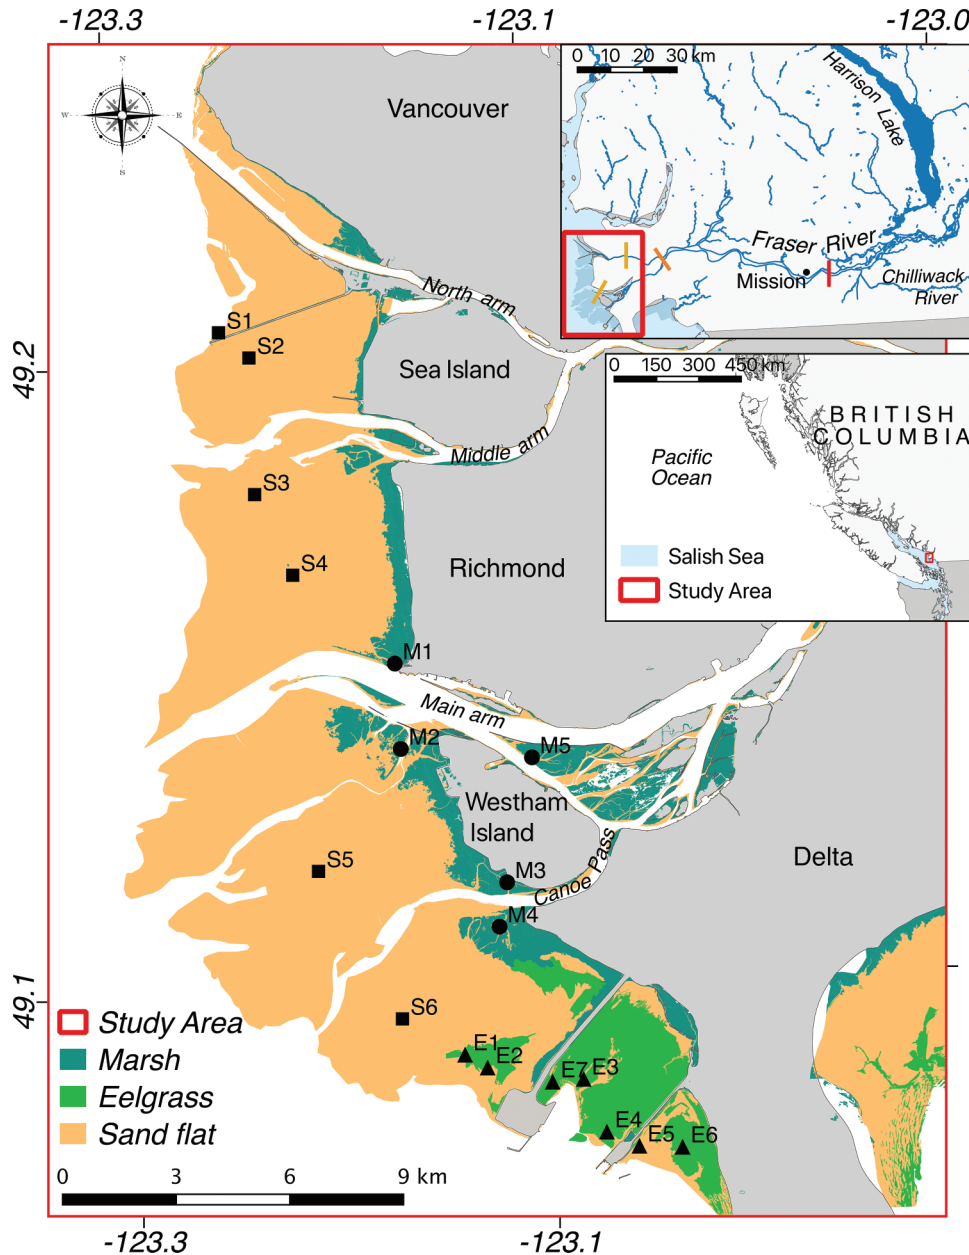 -123.3
-123.1
-123.0
N
W
E
S
Vancouver
0 10 20 30 km
Harrison
Lake
Fraser River
Mission
Chilliwack
River
North arm
S1
S2
49.2
Sea Island
Middle arm
0 150 300 450 km
BRITISH
COLUMBIA
Pacific
Ocean
Salish Sea
Study Area
S3
S4
Richmond
M1
Main arm
M2
M5
Westham
Island
S5
M3
Canoe Pass
M4
Delta
49.1
S6
Study Area
Marsh
Eelgrass
Sand flat
E1
E2
E7
E3
E4
E5
E6
0 3 6 9 km
-123.3
-123.1